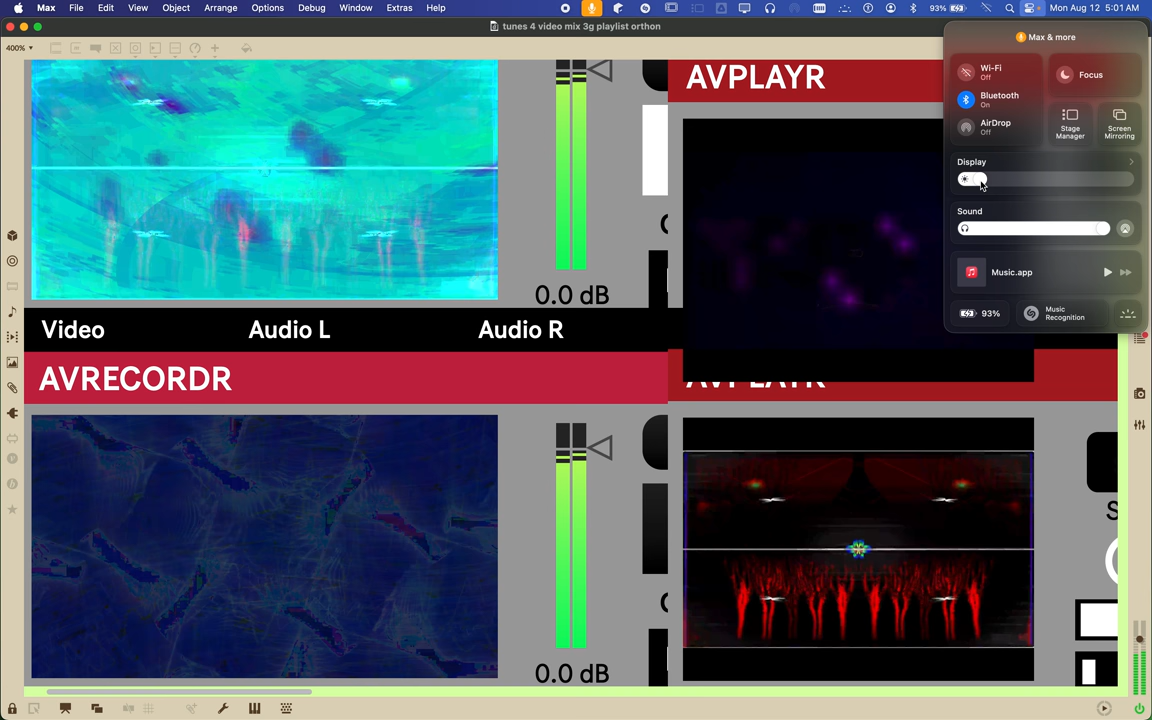 Max File Edit View Object Arrange Options Debug Window Extras Help 93% Mon Aug 12 5:01 AM
tunes 4 video mix 3g playlist orthon
400%
Max & more
Wi-Fi
Off
Focus
Bluetooth
On
AirDrop
Off
Stage
Manager
Screen
Mirroring
Display
Sound
Music.app
93%
Music
Recognition
AVPLAYR
0.0 dB
Video Audio L Audio R
AVRECORDR
AVPLAYR
0.0 dB